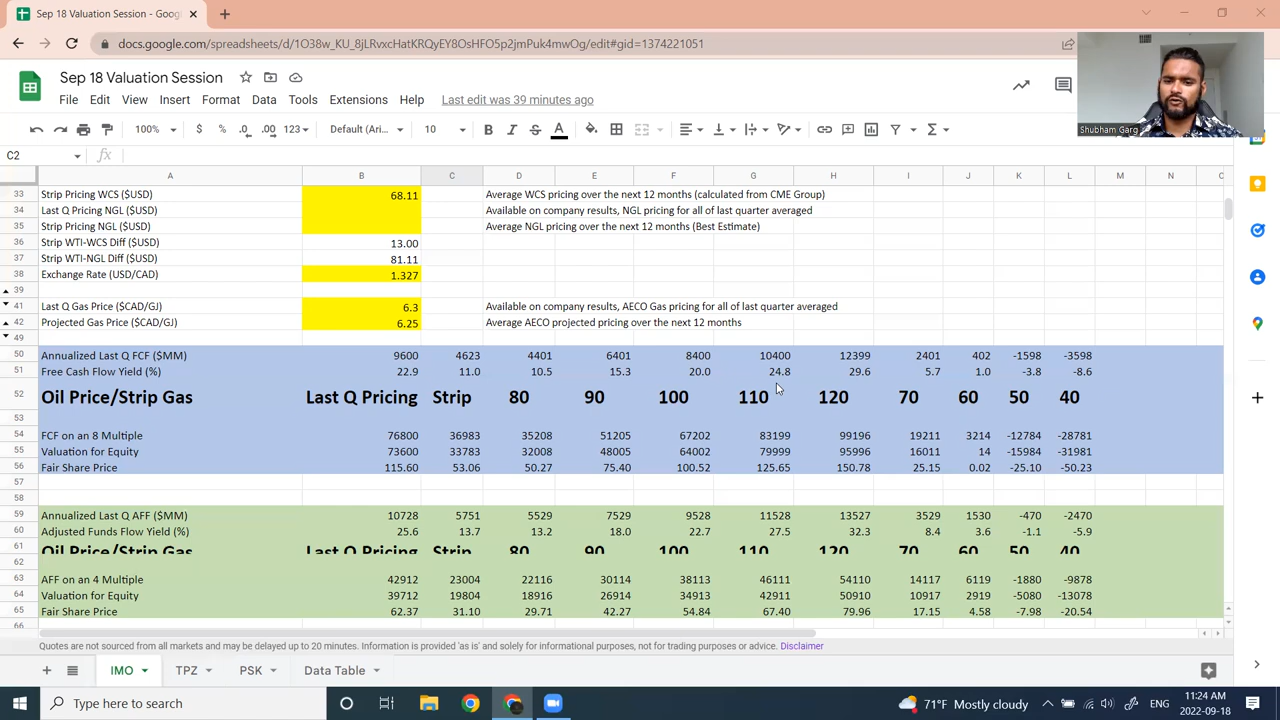 Sep 18 Valuation Session
docs.google.com/spreadsheets/d/1O38w_KU_8jLRvxcHatKRQJbY8OsHFO5p2jmPuk4mwOg/edit#gid=1374221051
Sep 18 Valuation Session
File Edit View Insert Format Data Tools Extensions Help Last edit was 39 minutes ago
100% $ % .0 .00 123 Default (Ari... 10
Shubham Garg
C2 fx
A B C D E F G H I J K L M N
33 Strip Pricing WCS ($USD) 68.11 Average WCS pricing over the next 12 months (calculated from CME Group)
34 Last Q Pricing NGL ($USD) Available on company results, NGL pricing for all of last quarter averaged
35 Strip Pricing NGL ($USD) Average NGL pricing over the next 12 months (Best Estimate)
36 Strip WTI-WCS Diff ($USD) 13.00
37 Strip WTI-NGL Diff ($USD) 81.11
38 Exchange Rate (USD/CAD) 1.327
39
41 Last Q Gas Price ($CAD/GJ) 6.3 Available on company results, AECO Gas pricing for all of last quarter averaged
42 Projected Gas Price ($CAD/GJ) 6.25 Average AECO projected pricing over the next 12 months
49
50 Annualized Last Q FCF ($MM) 9600 4623 4401 6401 8400 10400 12399 2401 402 -1598 -3598
51 Free Cash Flow Yield (%) 22.9 11.0 10.5 15.3 20.0 24.8 29.6 5.7 1.0 -3.8 -8.6
52 Oil Price/Strip Gas Last Q Pricing Strip 80 90 100 110 120 70 60 50 40
53
54 FCF on an 8 Multiple 76800 36983 35208 51205 67202 83199 99196 19211 3214 -12784 -28781
55 Valuation for Equity 73600 33783 32008 48005 64002 79999 95996 16011 14 -15984 -31981
56 Fair Share Price 115.60 53.06 50.27 75.40 100.52 125.65 150.78 25.15 0.02 -25.10 -50.23
57
58
59 Annualized Last Q AFF ($MM) 10728 5751 5529 7529 9528 11528 13527 3529 1530 -470 -2470
60 Adjusted Funds Flow Yield (%) 25.6 13.7 13.2 18.0 22.7 27.5 32.3 8.4 3.6 -1.1 -5.9
61 Oil Price/Strip Gas Last Q Pricing Strip 80 90 100 110 120 70 60 50 40
62
63 AFF on an 4 Multiple 42912 23004 22116 30114 38113 46111 54110 14117 6119 -1880 -9878
64 Valuation for Equity 39712 19804 18916 26914 34913 42911 50910 10917 2919 -5080 -13078
65 Fair Share Price 62.37 31.10 29.71 42.27 54.84 67.40 79.96 17.15 4.58 -7.98 -20.54
66
Quotes are not sourced from all markets and may be delayed up to 20 minutes. Information is provided 'as is' and solely for informational purposes, not for trading purposes or advice. Disclaimer
IMO TPZ PSK Data Table
Type here to search
71°F Mostly cloudy
ENG
11:24 AM
2022-09-18